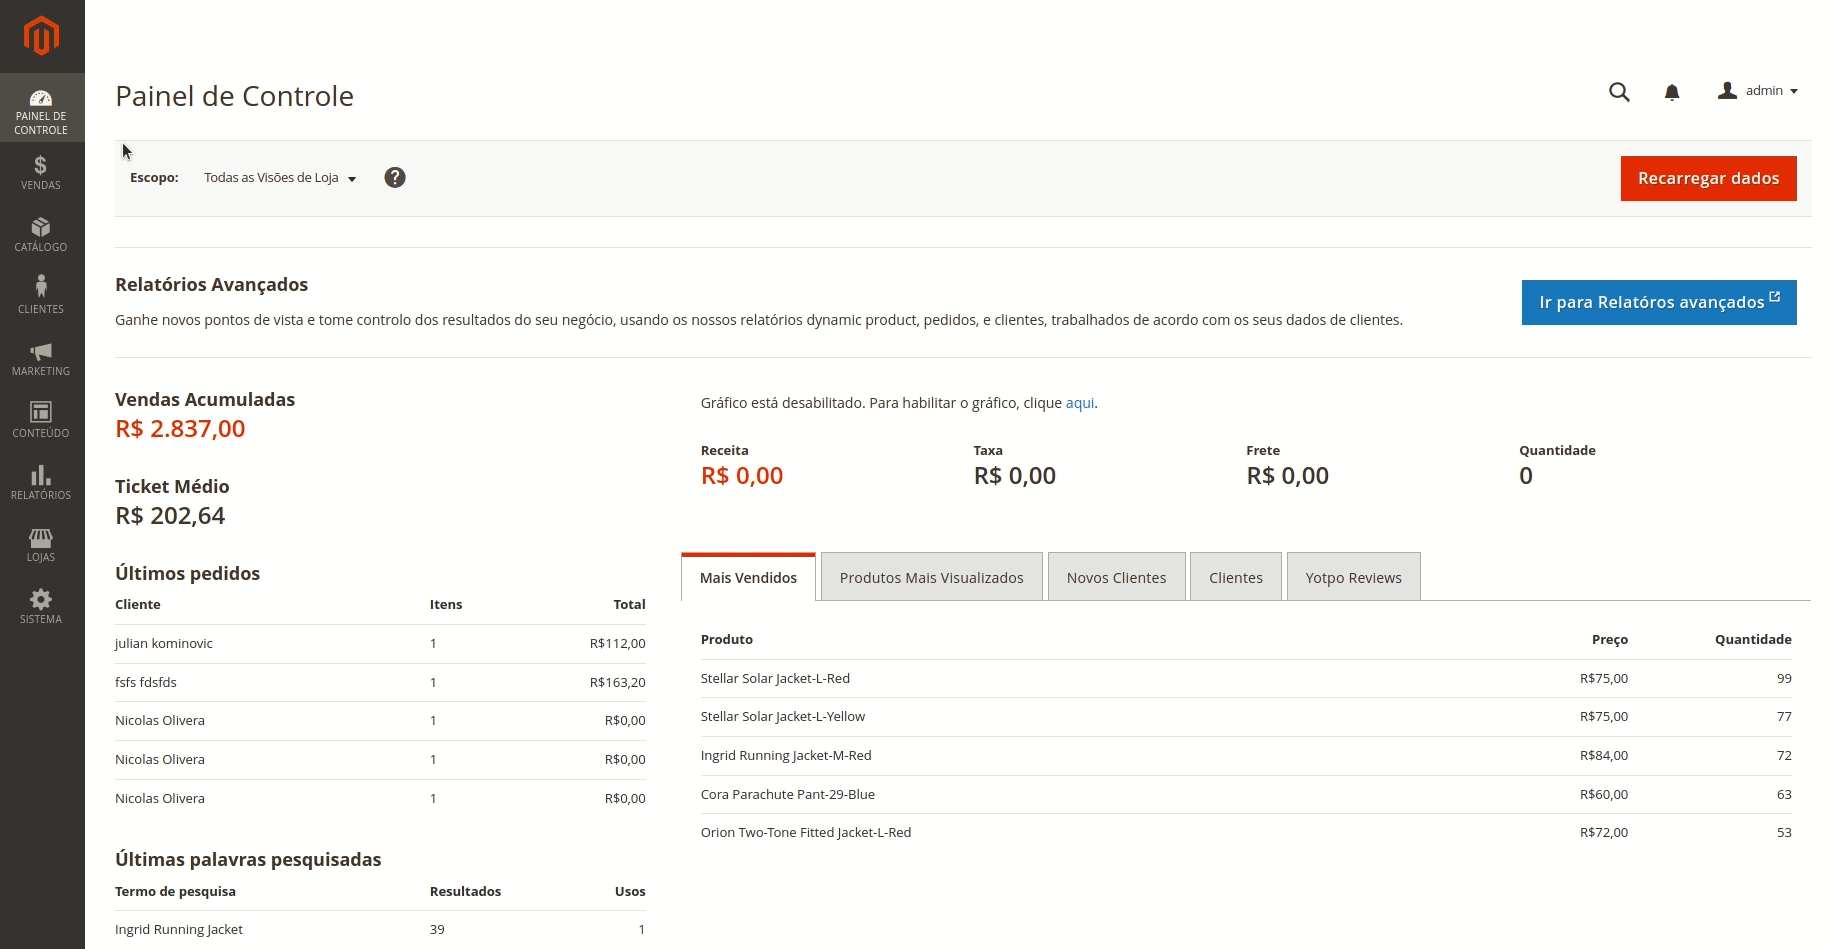 Painel de Controle
admin
PAINEL DE
CONTROLE
VENDAS
CATÁLOGO
CLIENTES
MARKETING
CONTEÚDO
RELATÓRIOS
LOJAS
SISTEMA
Escopo: Todas as Visões de Loja ?
Recarregar dados
Relatórios Avançados
Ganhe novos pontos de vista e tome controlo dos resultados do seu negócio, usando os nossos relatórios dynamic product, pedidos, e clientes, trabalhados de acordo com os seus dados de clientes.
Ir para Relatóros avançados
Vendas Acumuladas
R$ 2.837,00
Ticket Médio
R$ 202,64
Últimos pedidos
Cliente Itens Total
julian kominovic 1 R$112,00
fsfs fdsfds 1 R$163,20
Nicolas Olivera 1 R$0,00
Nicolas Olivera 1 R$0,00
Nicolas Olivera 1 R$0,00
Últimas palavras pesquisadas
Termo de pesquisa Resultados Usos
Ingrid Running Jacket 39 1
Gráfico está desabilitado. Para habilitar o gráfico, clique aqui.
Receita Taxa Frete Quantidade
R$ 0,00 R$ 0,00 R$ 0,00 0
Mais Vendidos Produtos Mais Visualizados Novos Clientes Clientes Yotpo Reviews
Produto Preço Quantidade
Stellar Solar Jacket-L-Red R$75,00 99
Stellar Solar Jacket-L-Yellow R$75,00 77
Ingrid Running Jacket-M-Red R$84,00 72
Cora Parachute Pant-29-Blue R$60,00 63
Orion Two-Tone Fitted Jacket-L-Red R$72,00 53